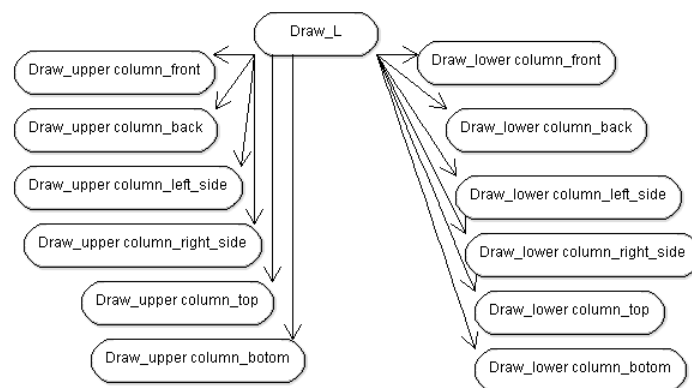 Draw_L
Draw_upper column_front
Draw_lower column_front
Draw_upper column_back
Draw_lower column_back
Draw_upper column_left_side
Draw_lower column_left_side
Draw_upper column_right_side
Draw_lower column_right_side
Draw_upper column_top
Draw_lower column_top
Draw_upper column_botom
Draw_lower column_botom